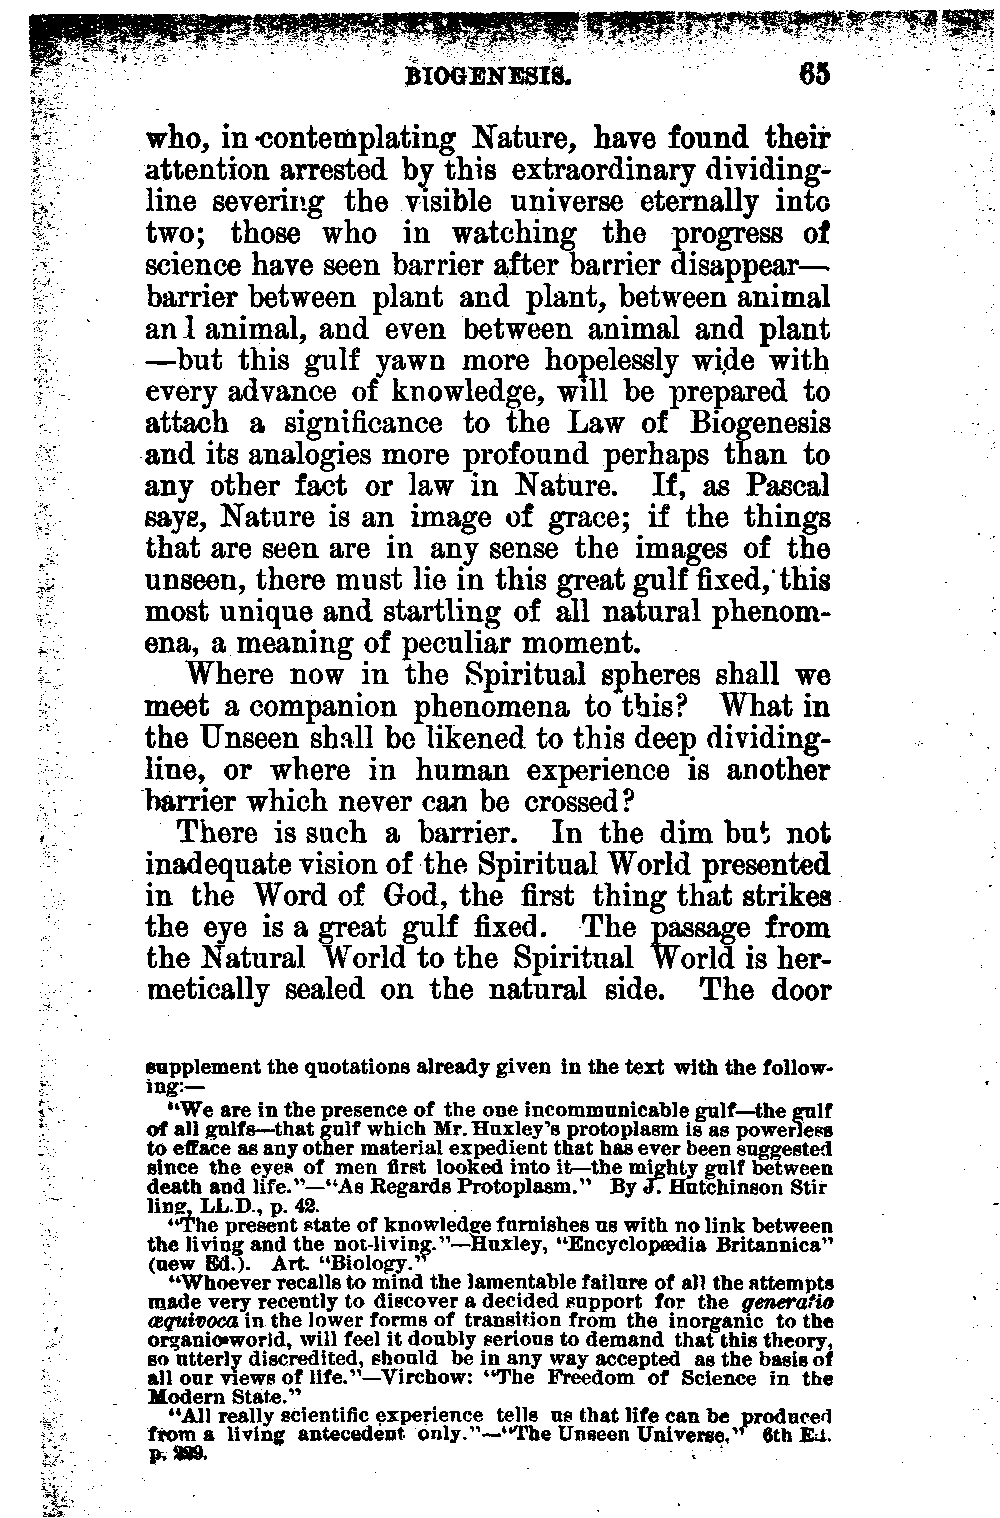 BIOGENESIS. 65
who, in contemplating Nature, have found their
attention arrested by this extraordinary dividing-
line severing the visible universe eternally into
two; those who in watching the progress of
science have seen barrier after barrier disappear—
barrier between plant and plant, between animal
and animal, and even between animal and plant
—but this gulf yawn more hopelessly wide with
every advance of knowledge, will be prepared to
attach a significance to the Law of Biogenesis
and its analogies more profound perhaps than to
any other fact or law in Nature. If, as Pascal
says, Nature is an image of grace; if the things
that are seen are in any sense the images of the
unseen, there must lie in this great gulf fixed, this
most unique and startling of all natural phenom-
ena, a meaning of peculiar moment.
Where now in the Spiritual spheres shall we
meet a companion phenomena to this? What in
the Unseen shall be likened to this deep dividing-
line, or where in human experience is another
barrier which never can be crossed?
There is such a barrier. In the dim but not
inadequate vision of the Spiritual World presented
in the Word of God, the first thing that strikes
the eye is a great gulf fixed. The passage from
the Natural World to the Spiritual World is her-
metically sealed on the natural side. The door
supplement the quotations already given in the text with the follow-
ing:—
"We are in the presence of the one incommunicable gulf—the gulf
of all gulfs—that gulf which Mr. Huxley's protoplasm is as powerless
to efface as any other material expedient that has ever been suggested
since the eyes of men first looked into it—the mighty gulf between
death and life."—"As Regards Protoplasm." By J. Hutchinson Stir
ling, LL.D., p. 42.
"The present state of knowledge furnishes us with no link between
the living and the not-living."—Huxley, "Encyclopædia Britannica"
(new Ed.). Art. "Biology."
"Whoever recalls to mind the lamentable failure of all the attempts
made very recently to discover a decided support for the generatio
æquivoca in the lower forms of transition from the inorganic to the
organic world, will feel it doubly serious to demand that this theory,
so utterly discredited, should be in any way accepted as the basis of
all our views of life."—Virchow: "The Freedom of Science in the
Modern State."
"All really scientific experience tells us that life can be produced
from a living antecedent only."—"The Unseen Universe," 6th Ed.
p. 229.